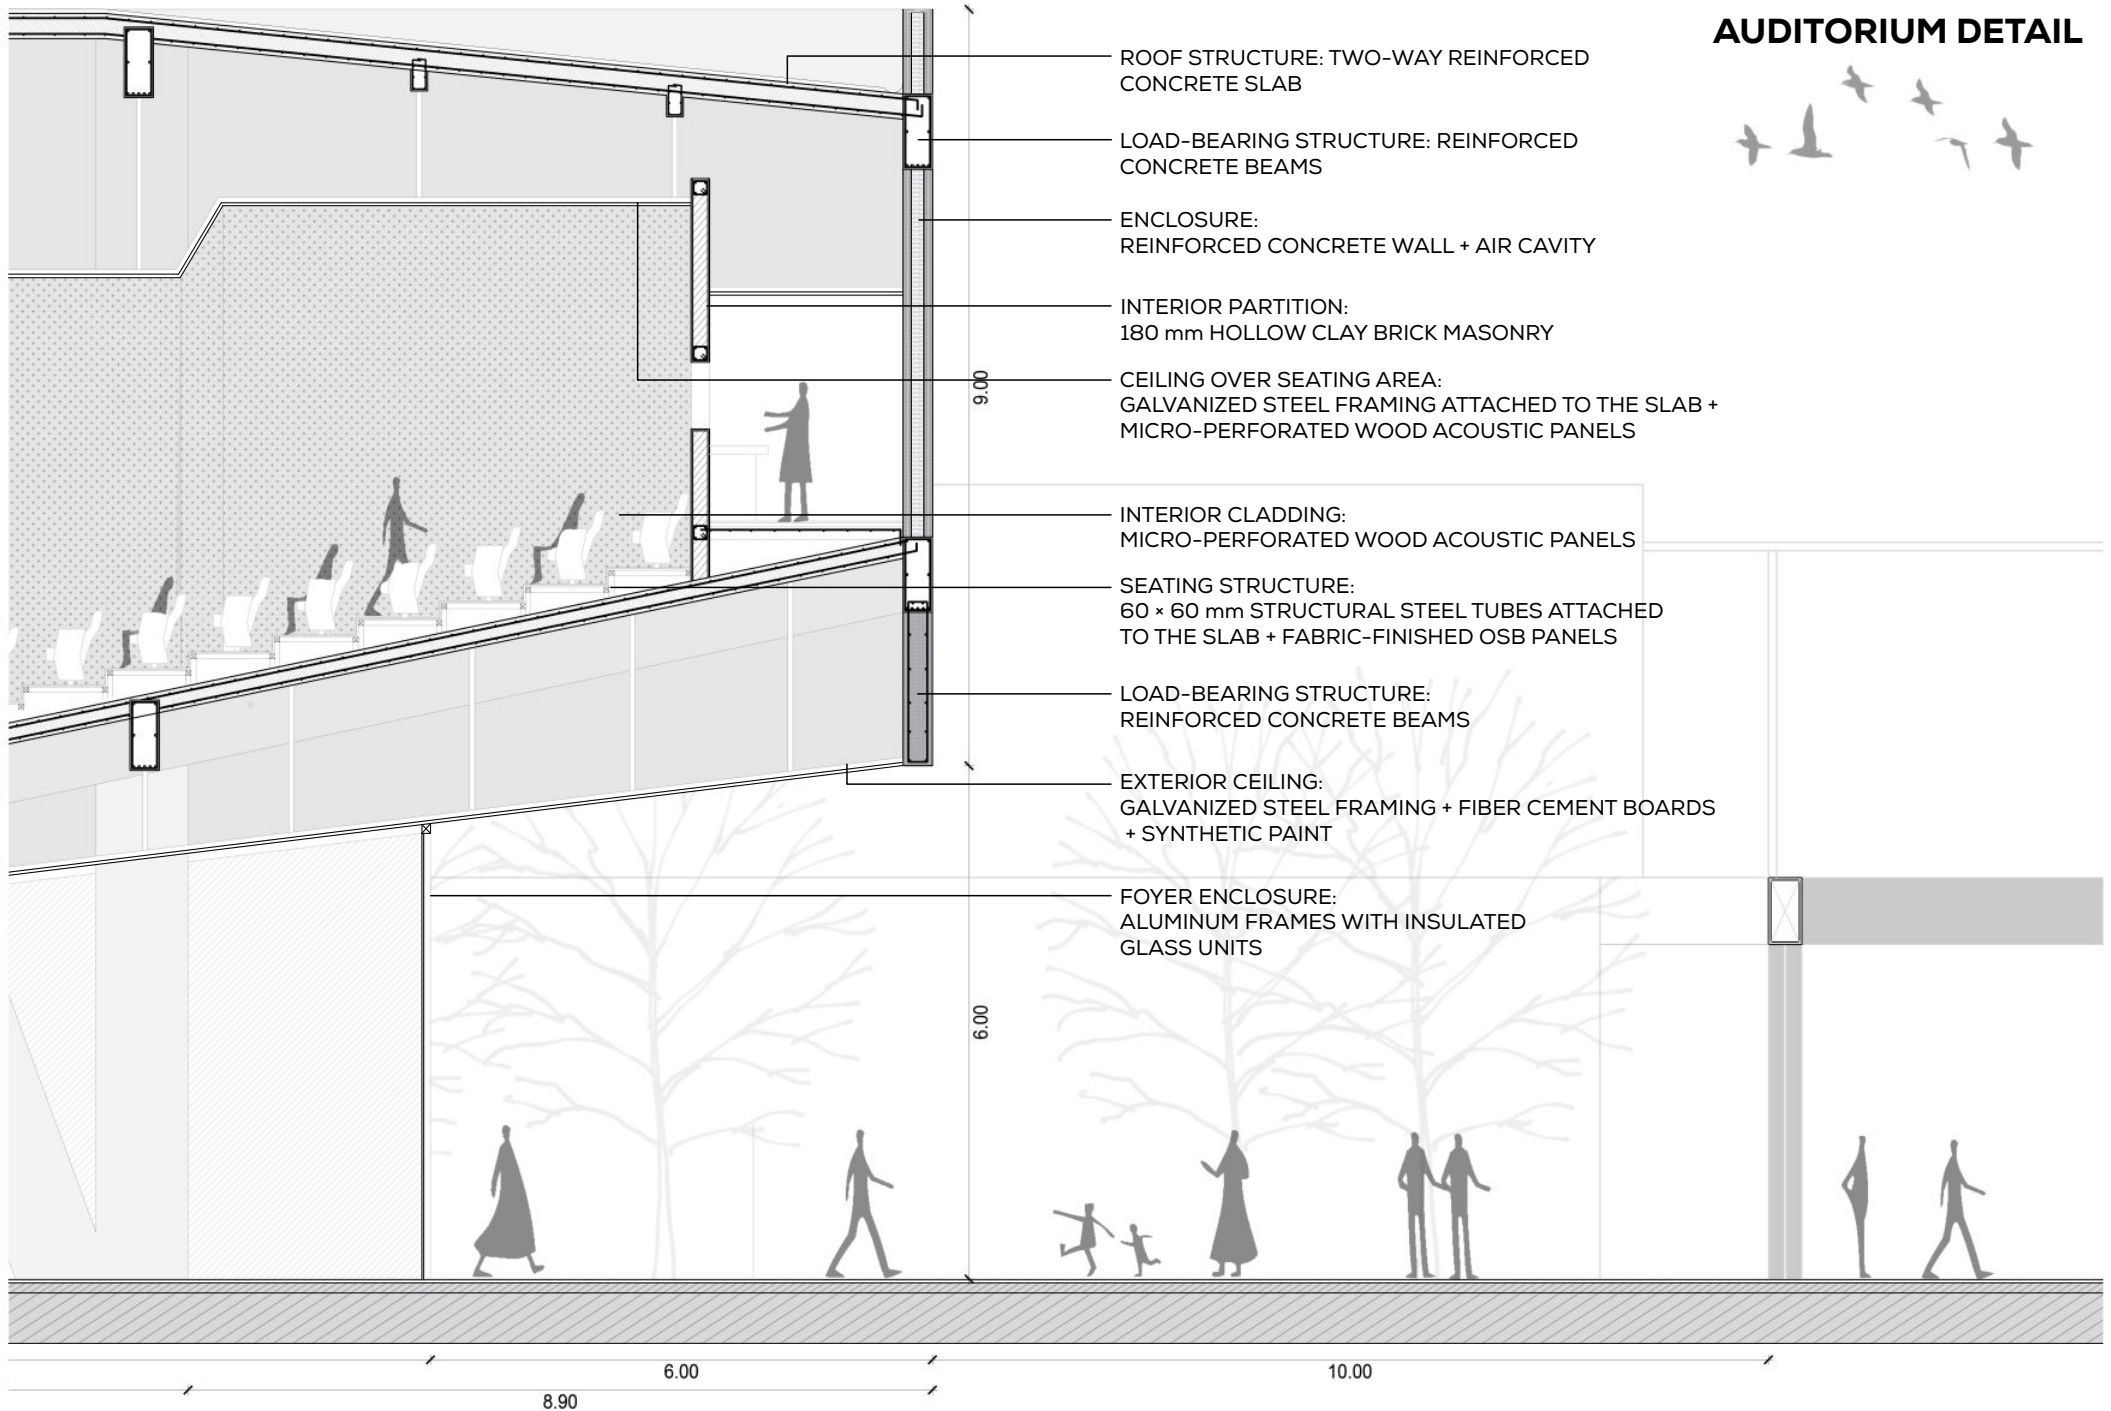 AUDITORIUM DETAIL
ROOF STRUCTURE: TWO-WAY REINFORCED
CONCRETE SLAB
LOAD-BEARING STRUCTURE: REINFORCED
CONCRETE BEAMS
ENCLOSURE:
REINFORCED CONCRETE WALL + AIR CAVITY
INTERIOR PARTITION:
180 mm HOLLOW CLAY BRICK MASONRY
CEILING OVER SEATING AREA:
GALVANIZED STEEL FRAMING ATTACHED TO THE SLAB +
MICRO-PERFORATED WOOD ACOUSTIC PANELS
9.00
INTERIOR CLADDING:
MICRO-PERFORATED WOOD ACOUSTIC PANELS
SEATING STRUCTURE:
60 × 60 mm STRUCTURAL STEEL TUBES ATTACHED
TO THE SLAB + FABRIC-FINISHED OSB PANELS
LOAD-BEARING STRUCTURE:
REINFORCED CONCRETE BEAMS
EXTERIOR CEILING:
GALVANIZED STEEL FRAMING + FIBER CEMENT BOARDS
+ SYNTHETIC PAINT
FOYER ENCLOSURE:
ALUMINUM FRAMES WITH INSULATED
GLASS UNITS
6.00
6.00
10.00
8.90